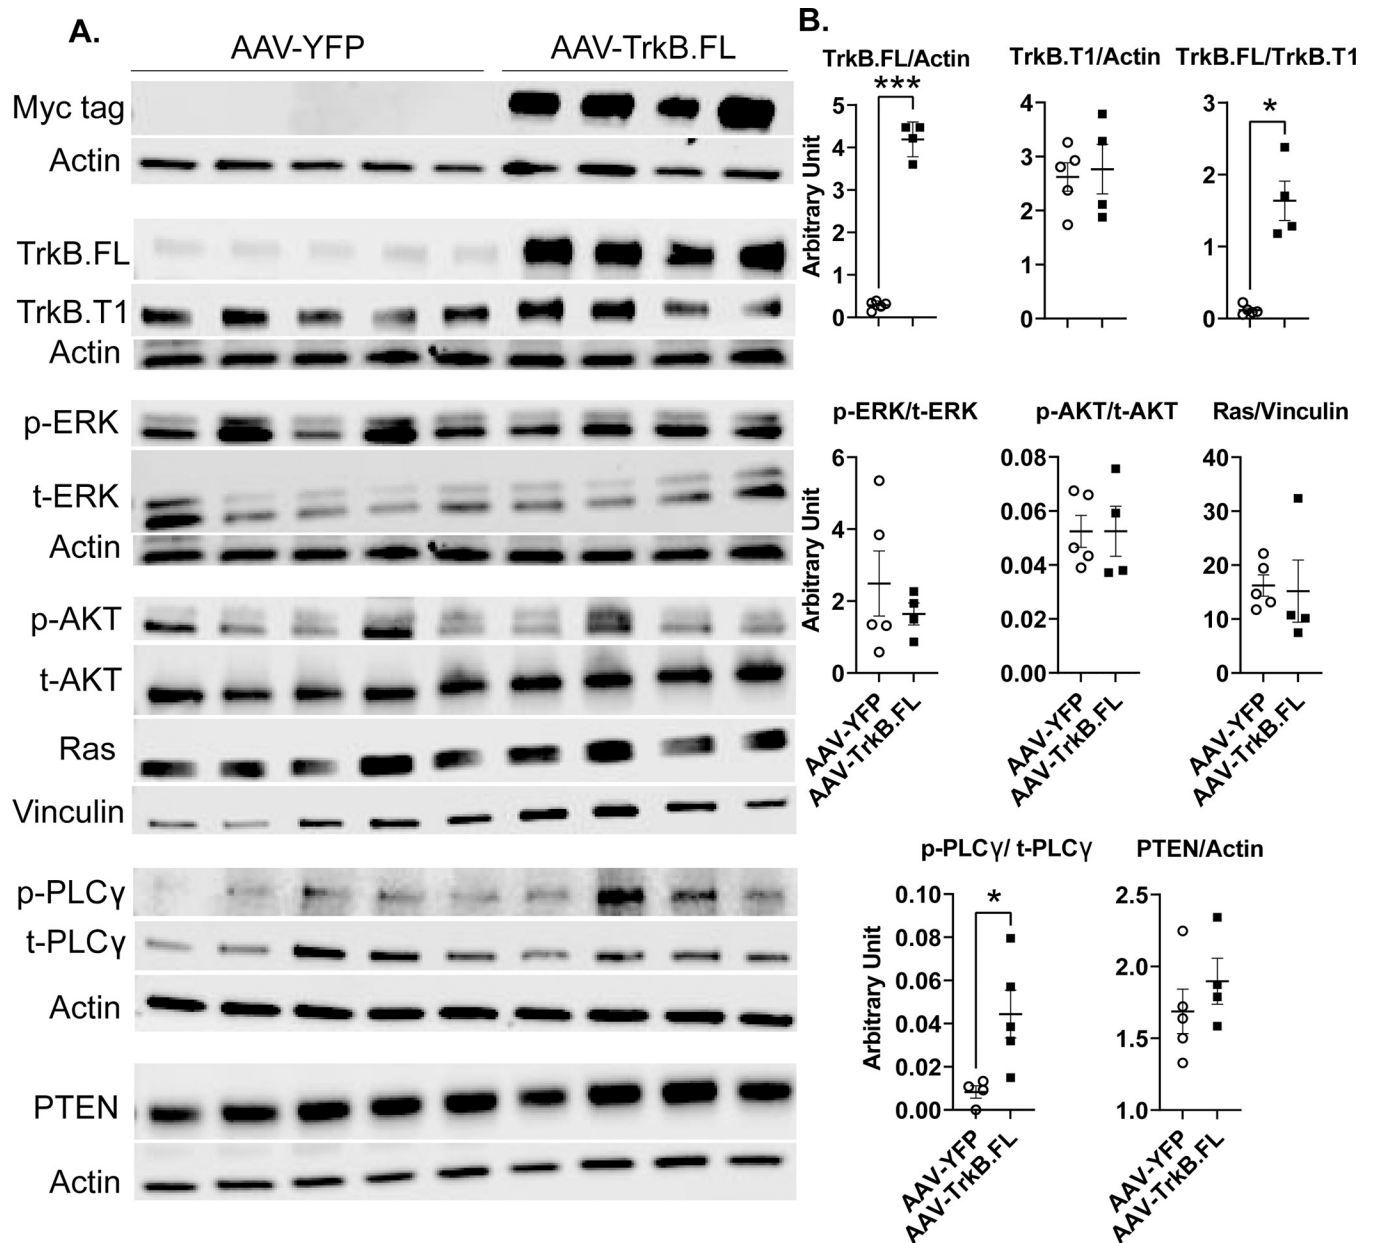 A.
AAV-YFP AAV-TrkB.FL
Myc tag
Actin
TrkB.FL
TrkB.T1
Actin
p-ERK
t-ERK
Actin
p-AKT
t-AKT
Ras
Vinculin
p-PLCγ
t-PLCγ
Actin
PTEN
Actin
B.
TrkB.FL/Actin
***
Arbitrary Unit
5
4
3
2
1
0
TrkB.T1/Actin
4
3
2
1
0
TrkB.FL/TrkB.T1
*
3
2
1
0
p-ERK/t-ERK
Arbitrary Unit
6
4
2
0
AAV-YFP
AAV-TrkB.FL
p-AKT/t-AKT
0.08
0.06
0.04
0.02
0.00
AAV-YFP
AAV-TrkB.FL
Ras/Vinculin
40
30
20
10
0
AAV-YFP
AAV-TrkB.FL
p-PLCγ/ t-PLCγ
*
Arbitrary Unit
0.10
0.08
0.06
0.04
0.02
0.00
AAV-YFP
AAV-TrkB.FL
PTEN/Actin
2.5
2.0
1.5
1.0
AAV-YFP
AAV-TrkB.FL